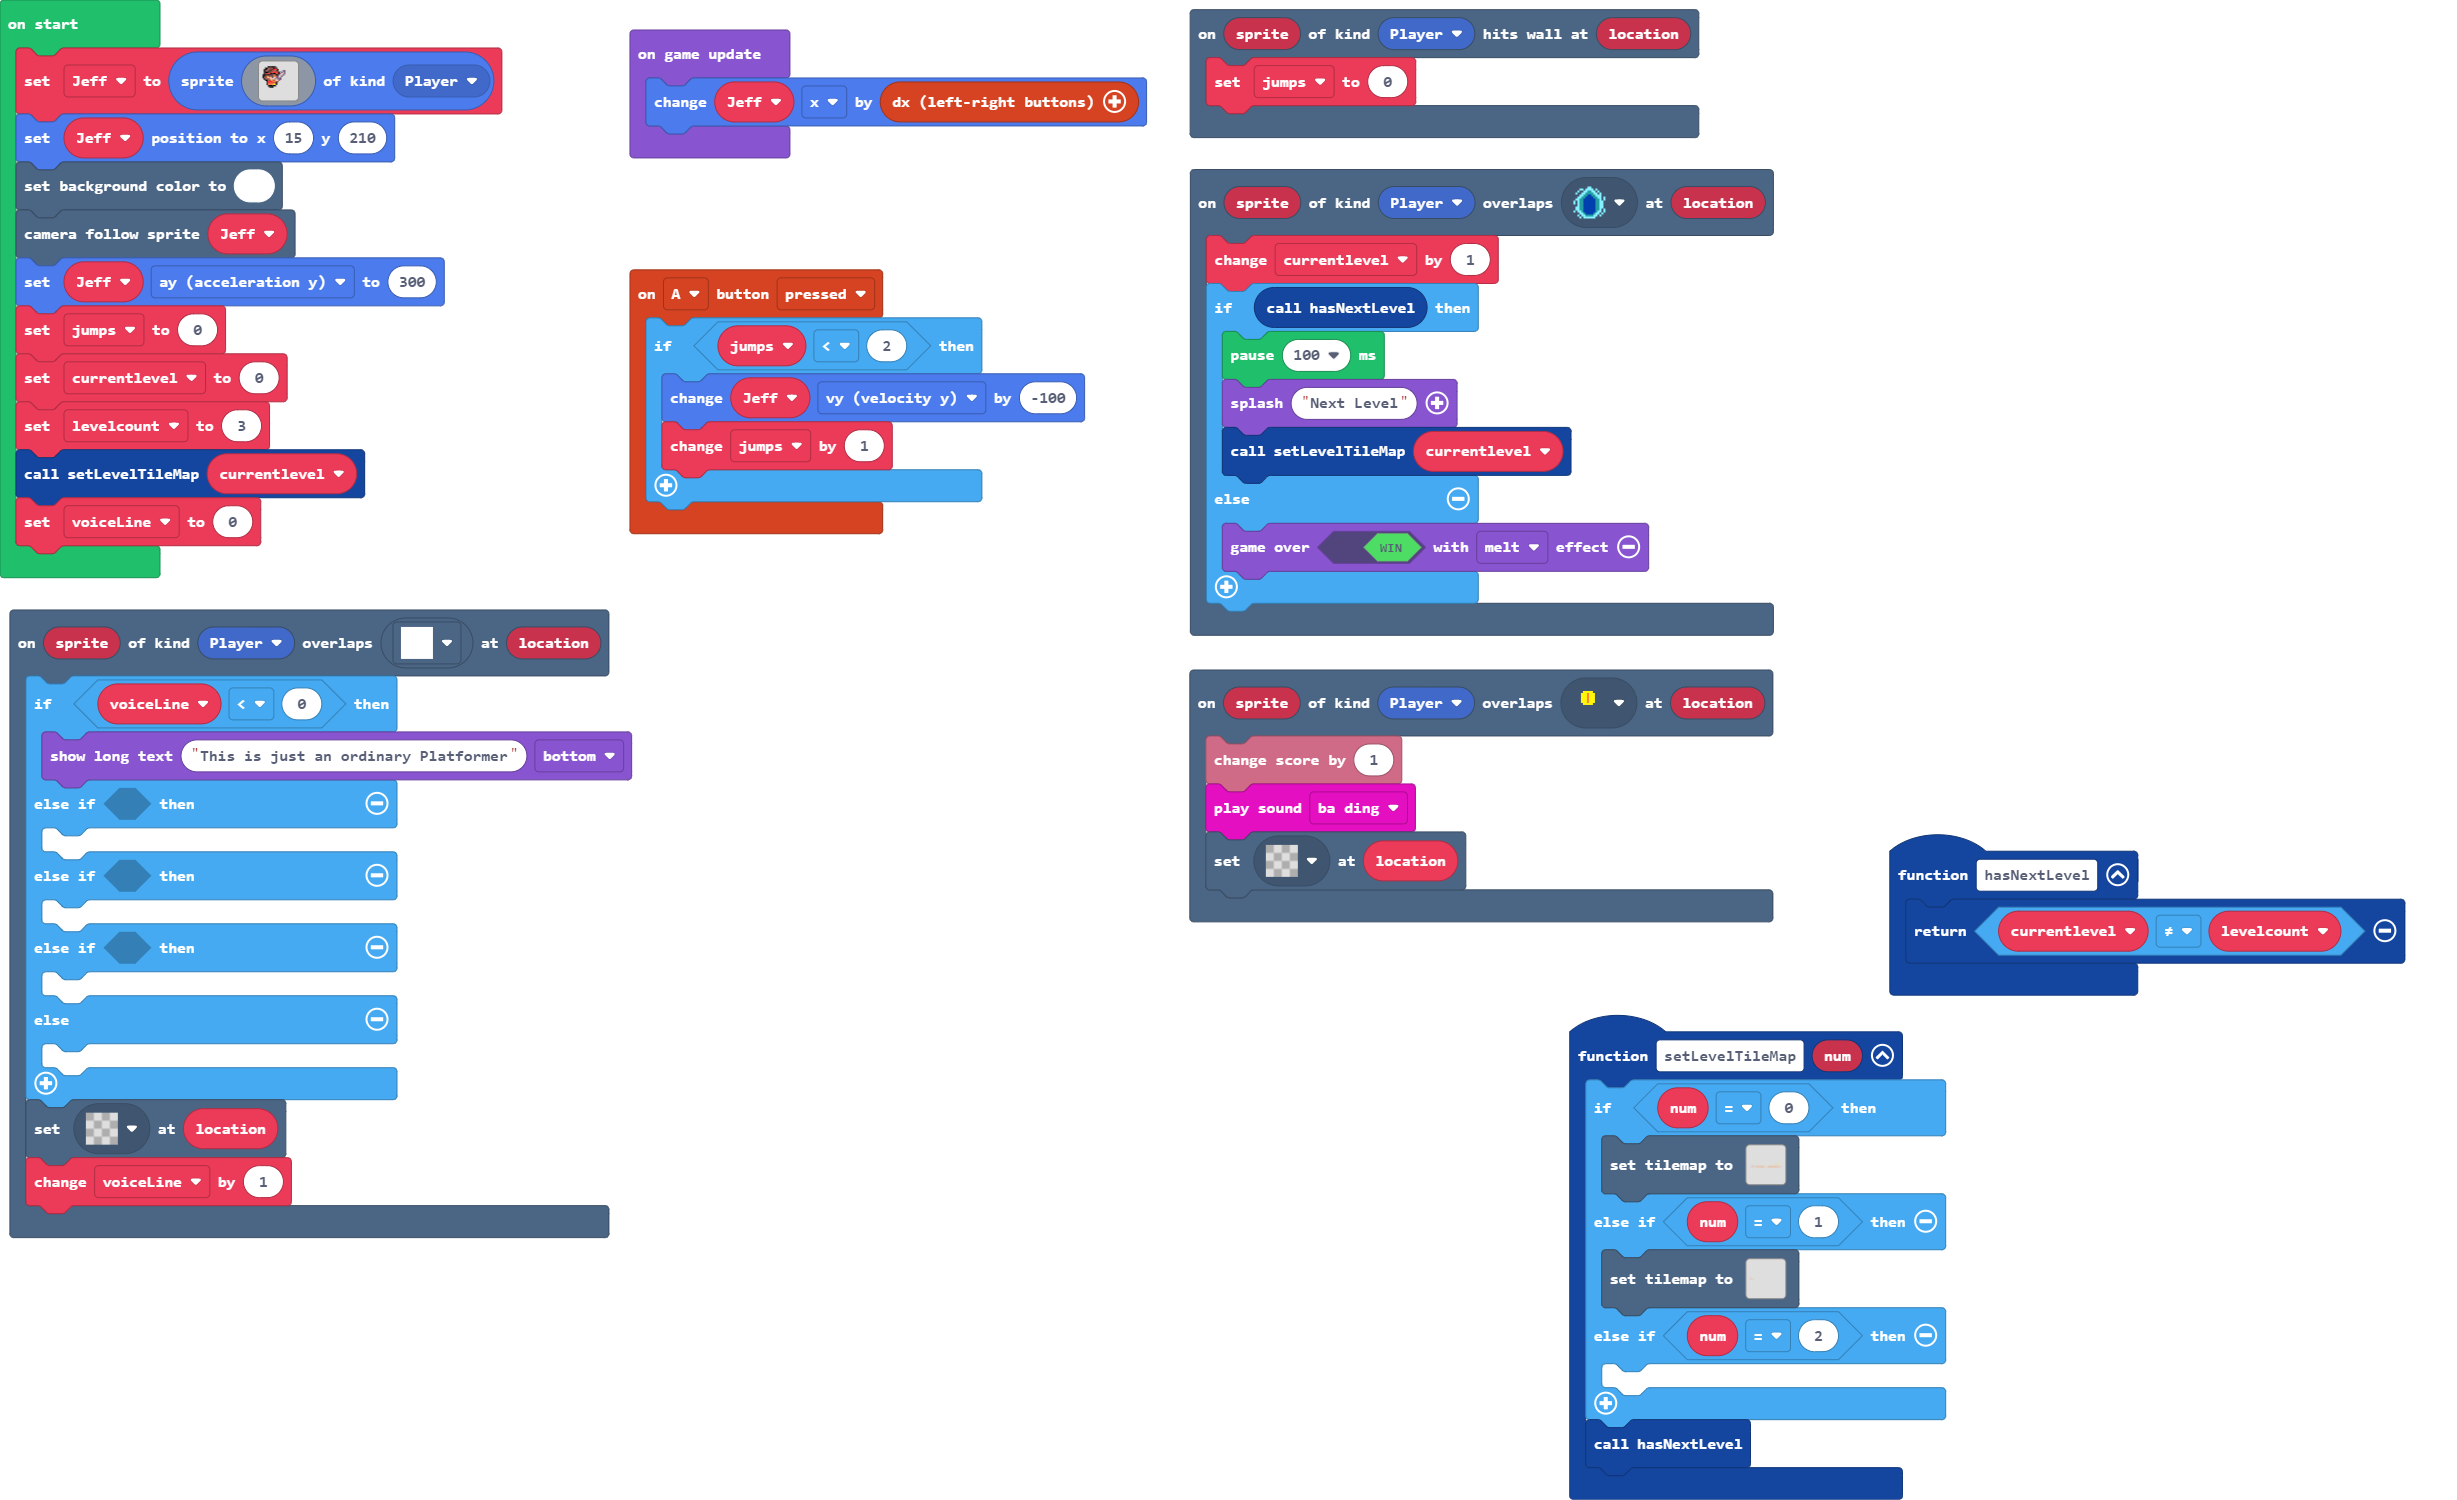 on start
set Jeff to sprite of kind Player
set Jeff position to x 15 y 210
set background color to
camera follow sprite Jeff
set Jeff ay (acceleration y) to 300
set jumps to 0
set currentlevel to 0
set levelcount to 3
call setLevelTileMap currentlevel
set voiceLine to 0
on game update
change Jeff x by dx (left-right buttons)
on A button pressed
if jumps < 2 then
change Jeff vy (velocity y) by -100
change jumps by 1
on sprite of kind Player hits wall at location
set jumps to 0
on sprite of kind Player overlaps at location
change currentlevel by 1
if call hasNextLevel then
pause 100 ms
splash "Next Level"
call setLevelTileMap currentlevel
else
game over WIN with melt effect
on sprite of kind Player overlaps at location
if voiceLine < 0 then
show long text "This is just an ordinary Platformer" bottom
else if then
else if then
else if then
else
set at location
change voiceLine by 1
on sprite of kind Player overlaps at location
change score by 1
play sound ba ding
set at location
function hasNextLevel
return currentlevel ≠ levelcount
function setLevelTileMap num
if num = 0 then
set tilemap to
else if num = 1 then
set tilemap to
else if num = 2 then
call hasNextLevel